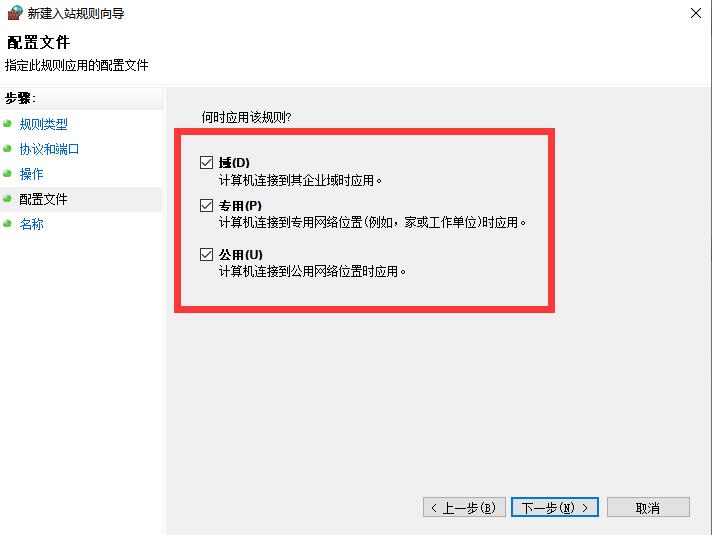 新建入站规则向导
配置文件
指定此规则应用的配置文件
步骤:
规则类型
协议和端口
操作
配置文件
名称
何时应用该规则?
域(D)
计算机连接到其企业域时应用。
专用(P)
计算机连接到专用网络位置(例如，家或工作单位)时应用。
公用(U)
计算机连接到公用网络位置时应用。
< 上一步(B) 下一步(N) > 取消